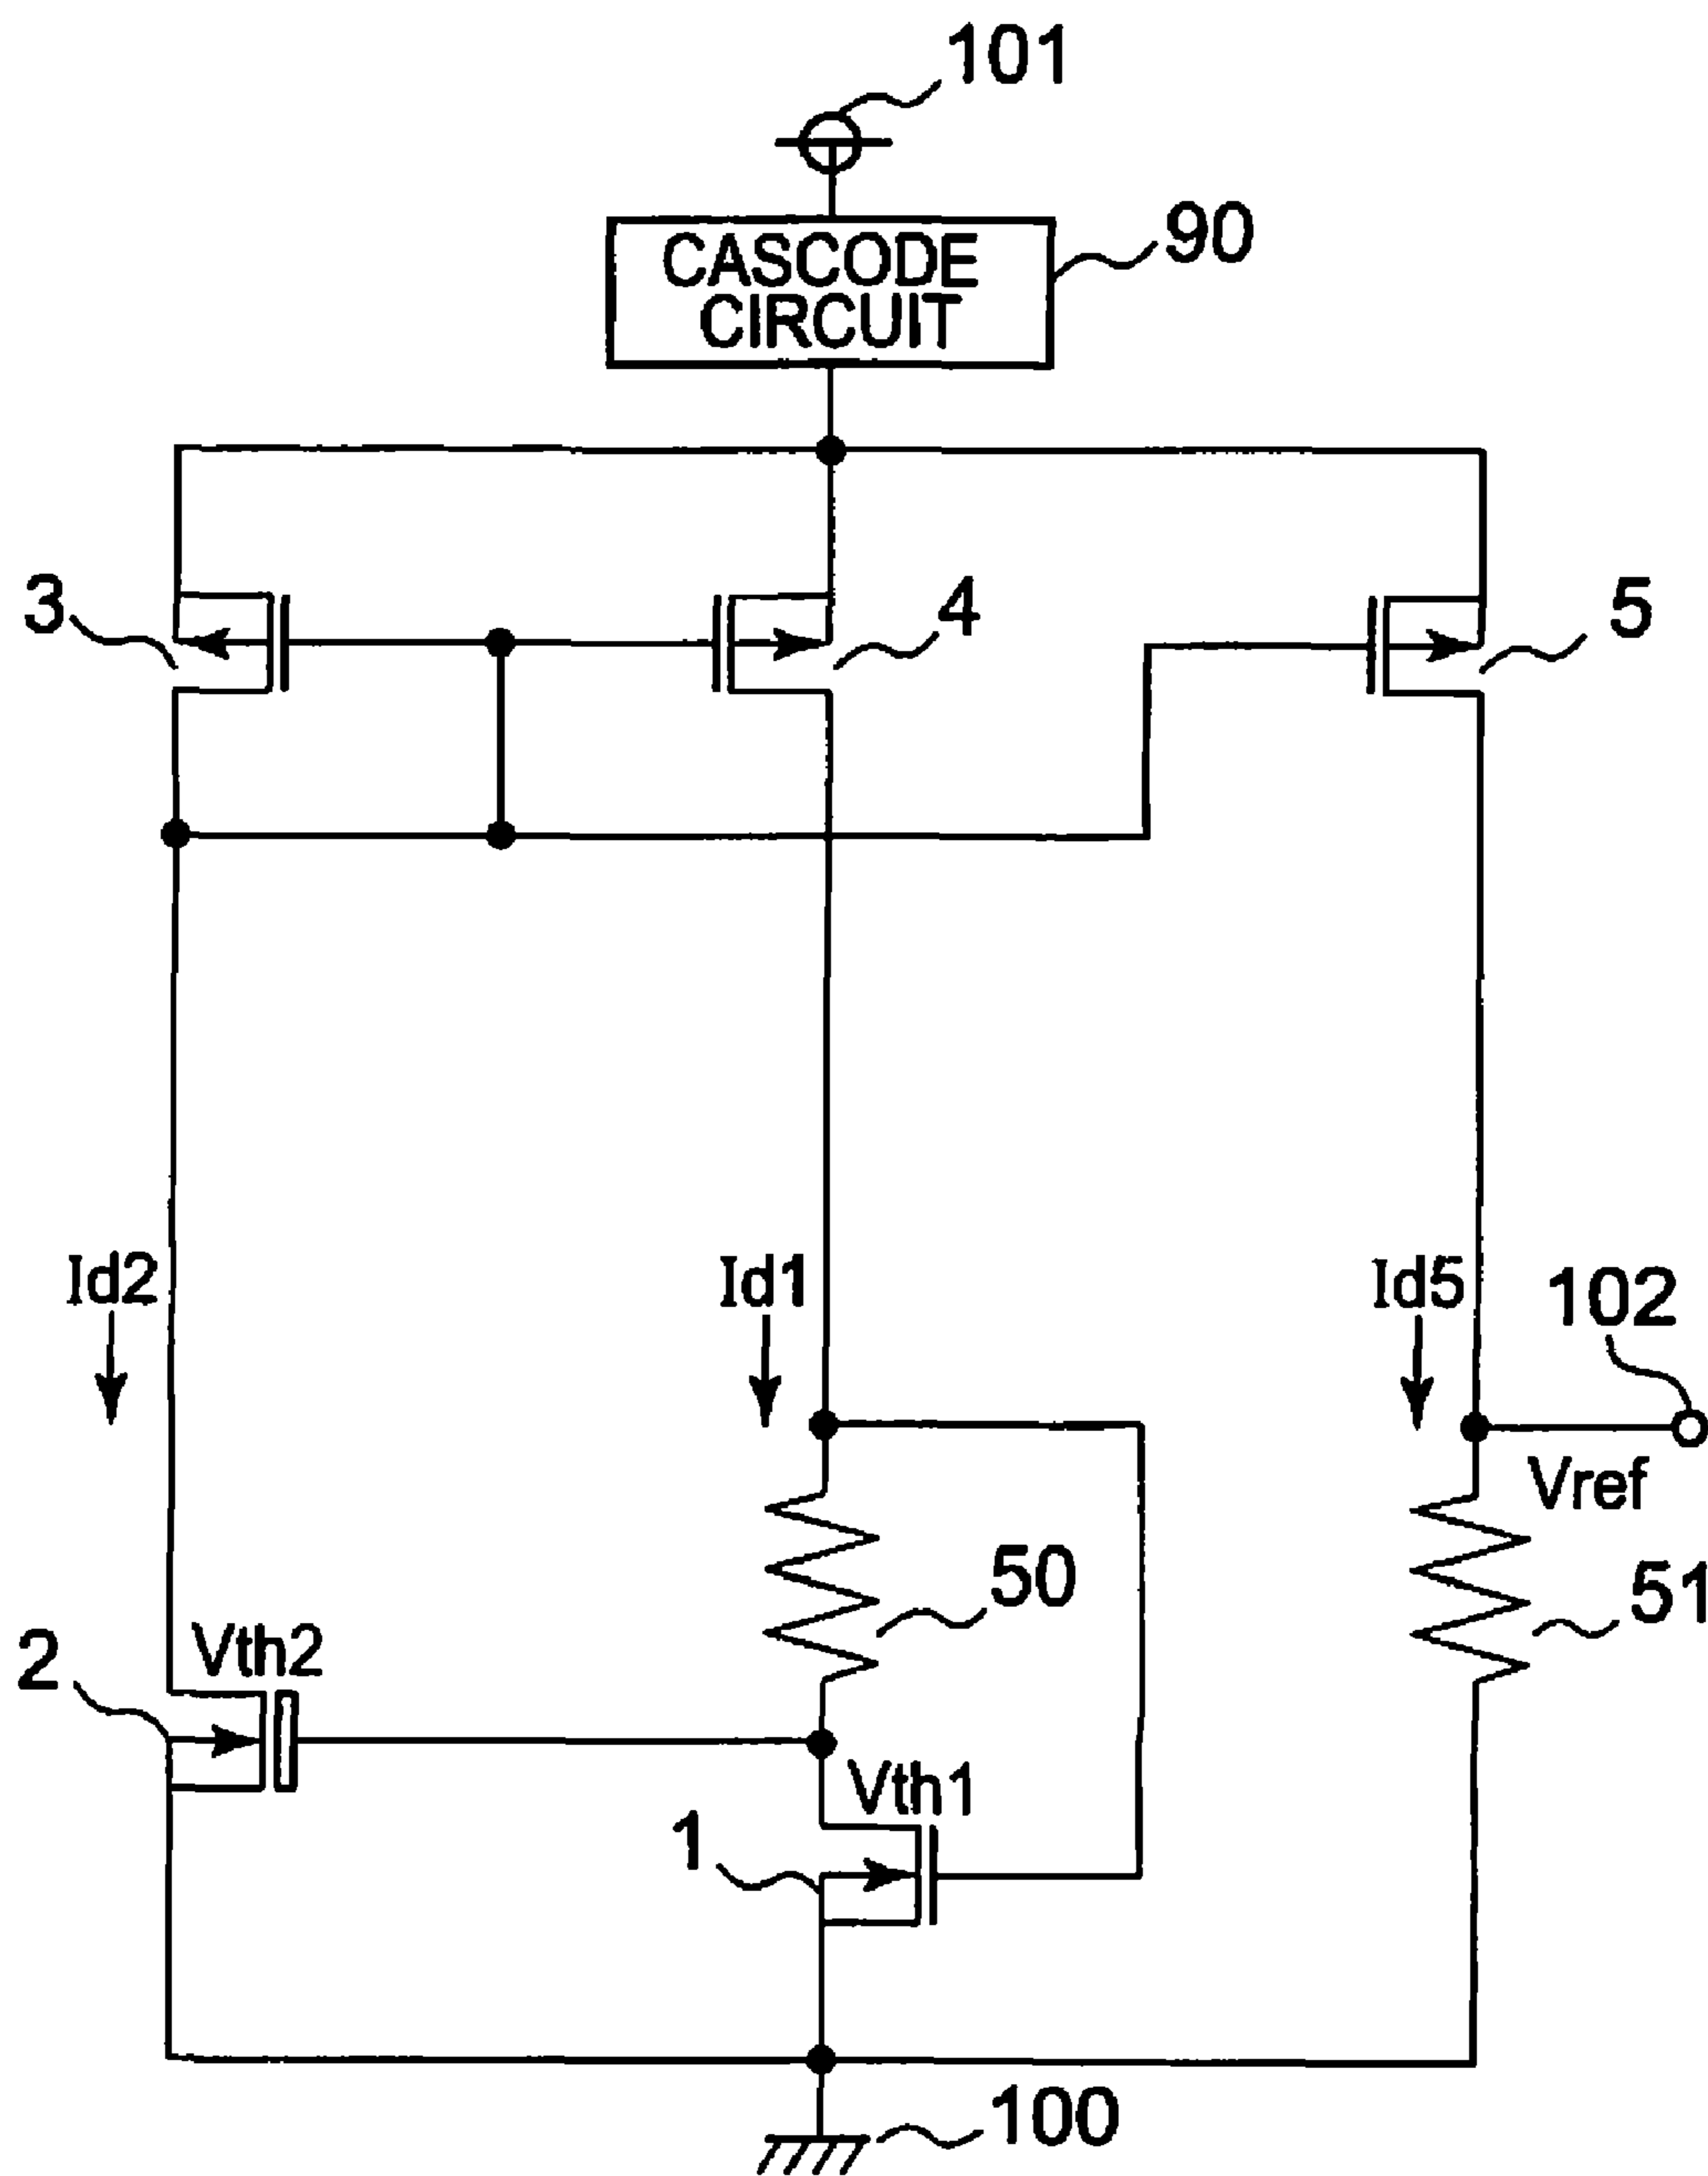 101
CASCODE
CIRCUIT
90
3
4
5
Id2
Id1
Id5
102
Vref
50
51
2
Vth2
Vth1
1
100